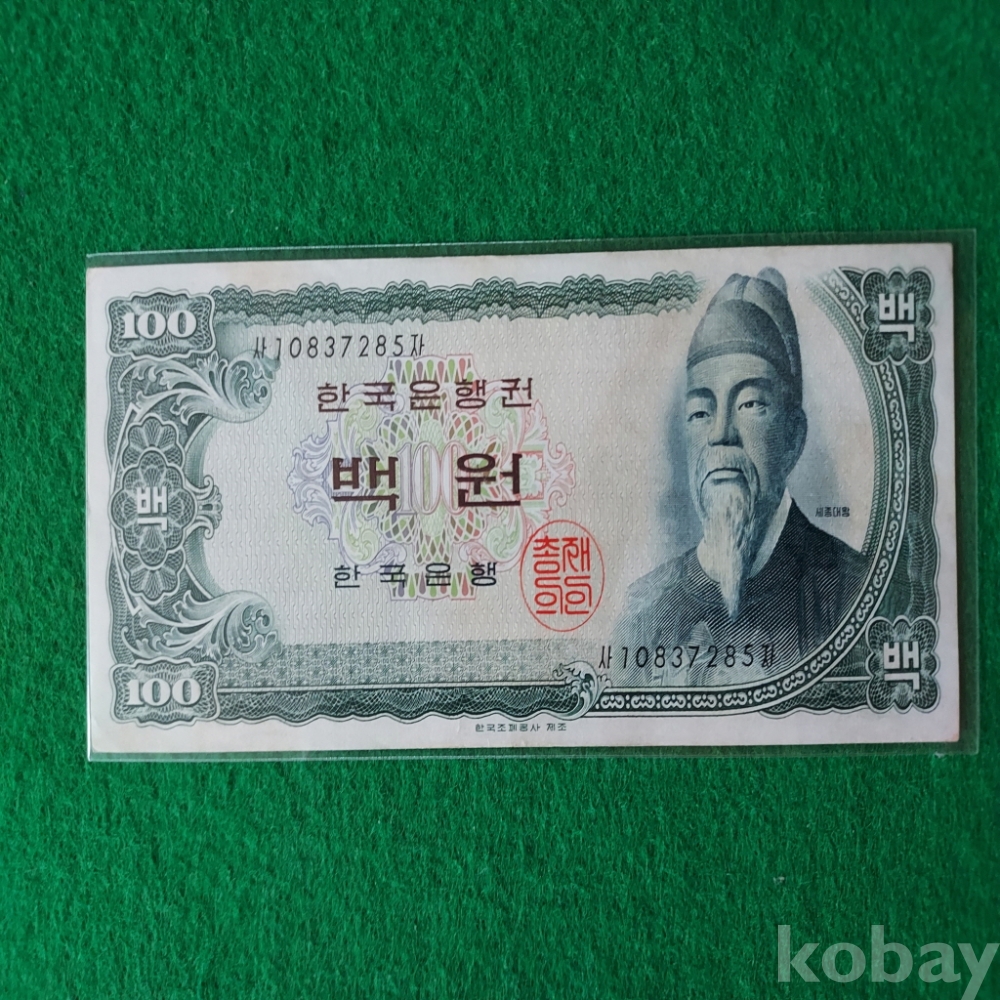 100
백
사10837285자
한국은행권
100
백원
백
세종대왕
총재의인
한국은행
사10837285자
100
백
한국조폐공사 제조
kobay